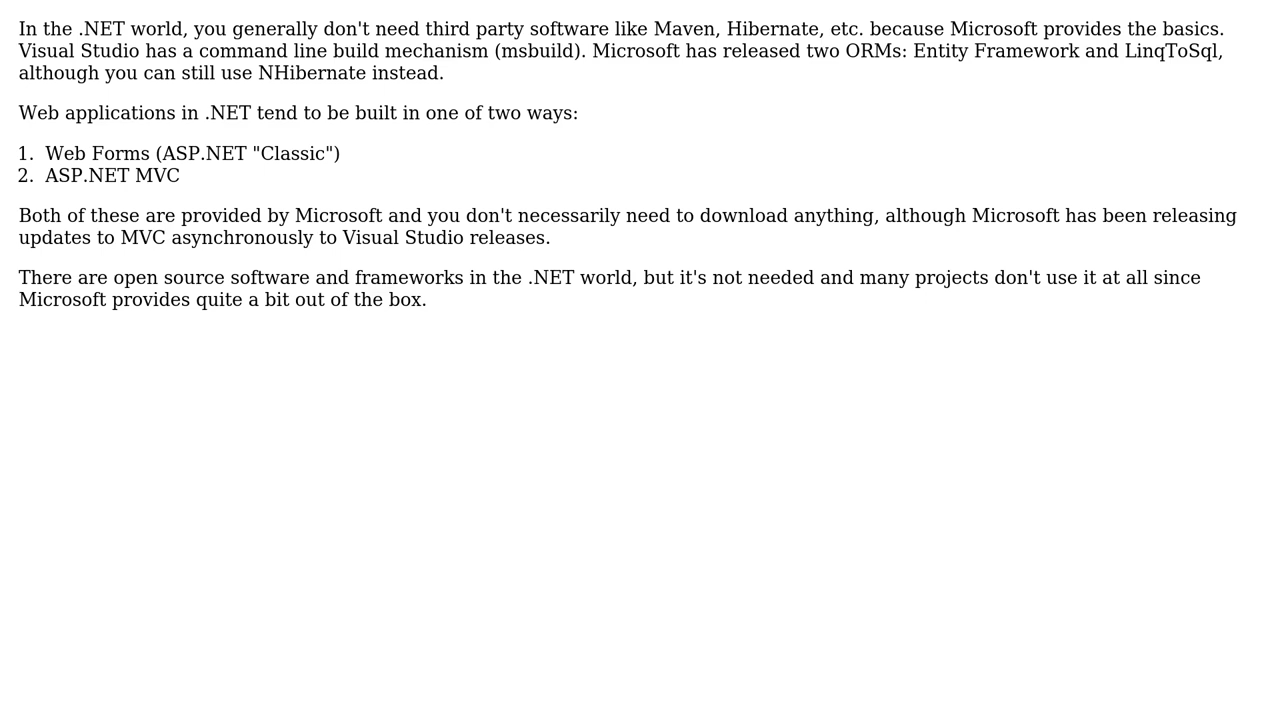 In the .NET world, you generally don't need third party software like Maven, Hibernate, etc. because Microsoft provides the basics.
Visual Studio has a command line build mechanism (msbuild). Microsoft has released two ORMs: Entity Framework and LinqToSql,
although you can still use NHibernate instead.
Web applications in .NET tend to be built in one of two ways:
1. Web Forms (ASP.NET "Classic")
2. ASP.NET MVC
Both of these are provided by Microsoft and you don't necessarily need to download anything, although Microsoft has been releasing
updates to MVC asynchronously to Visual Studio releases.
There are open source software and frameworks in the .NET world, but it's not needed and many projects don't use it at all since
Microsoft provides quite a bit out of the box.